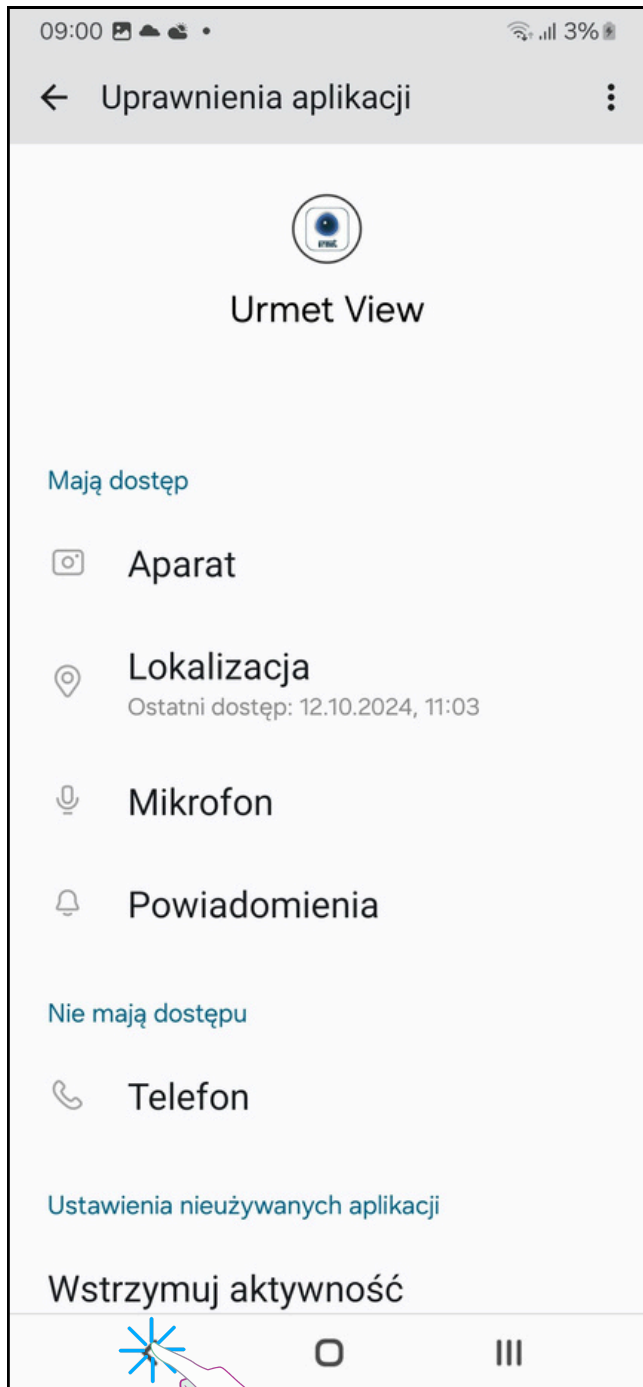 09:00 3%
Uprawnienia aplikacji
urmet
Urmet View
Mają dostęp
Aparat
Lokalizacja
Ostatni dostęp: 12.10.2024, 11:03
Mikrofon
Powiadomienia
Nie mają dostępu
Telefon
Ustawienia nieużywanych aplikacji
Wstrzymuj aktywność